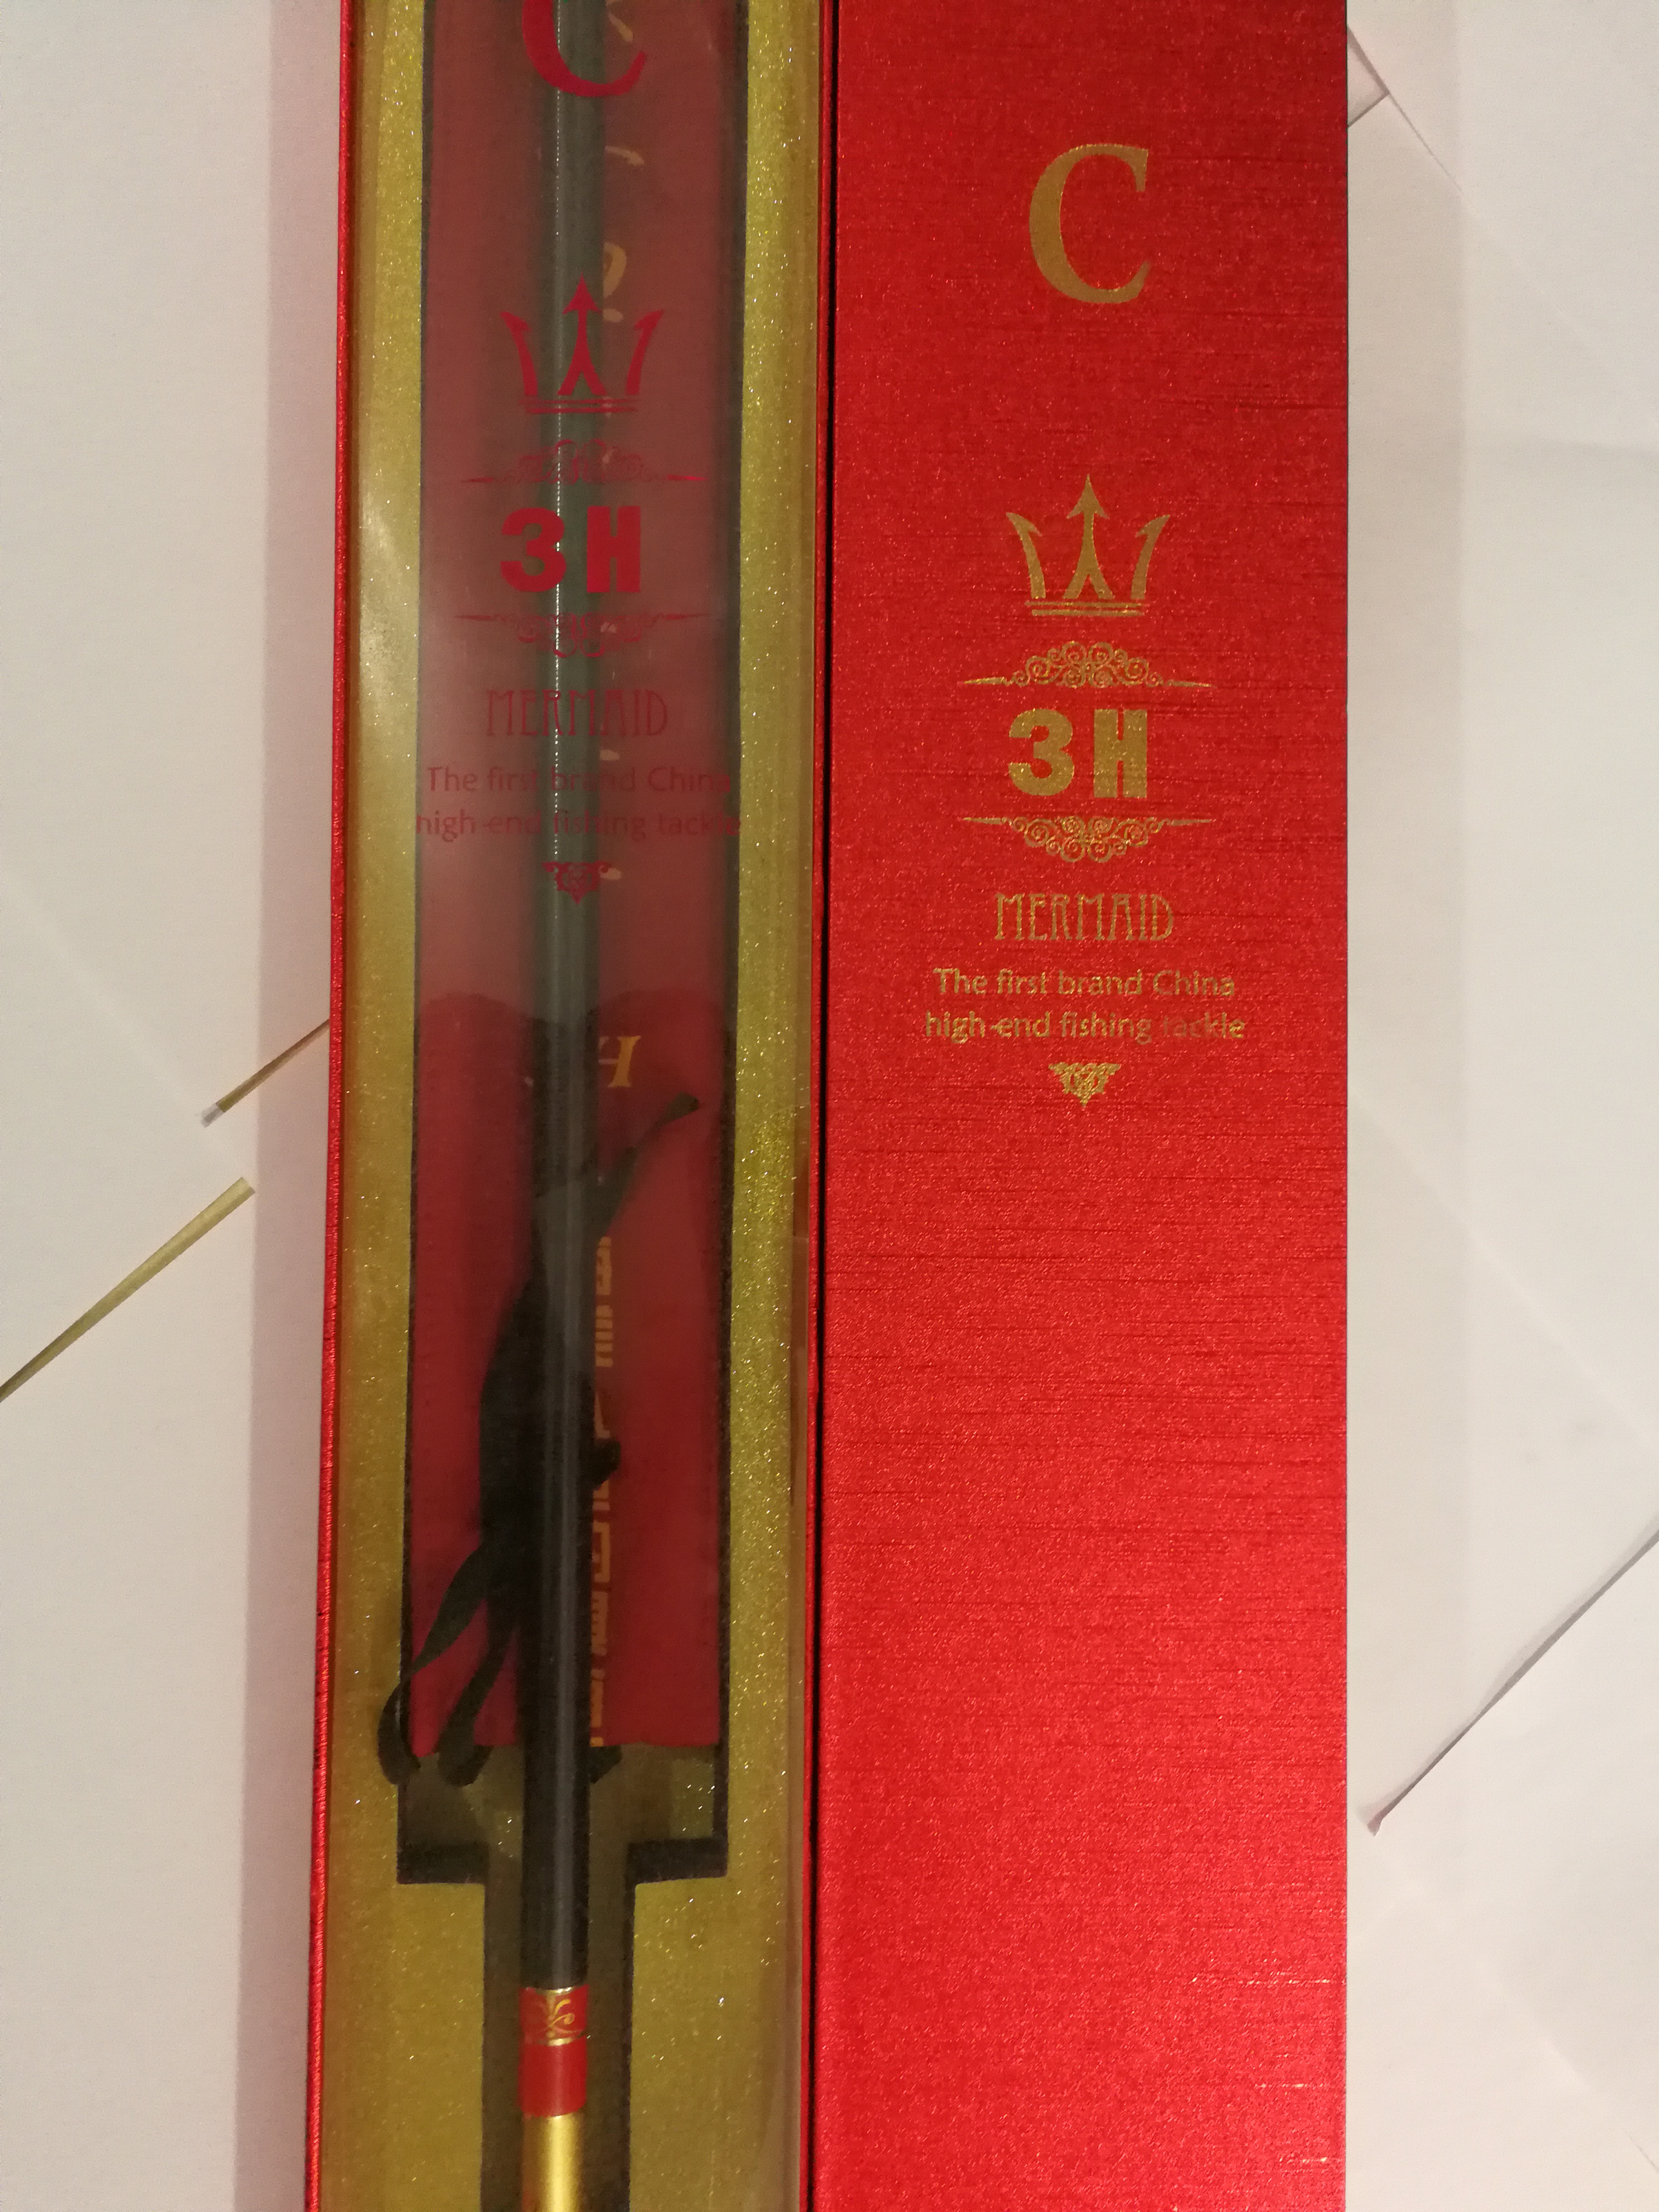 C
3H
MERMAID
The first brand China
high-end fishing tackle
H
C
3H
MERMAID
The first brand China
high-end fishing tackle